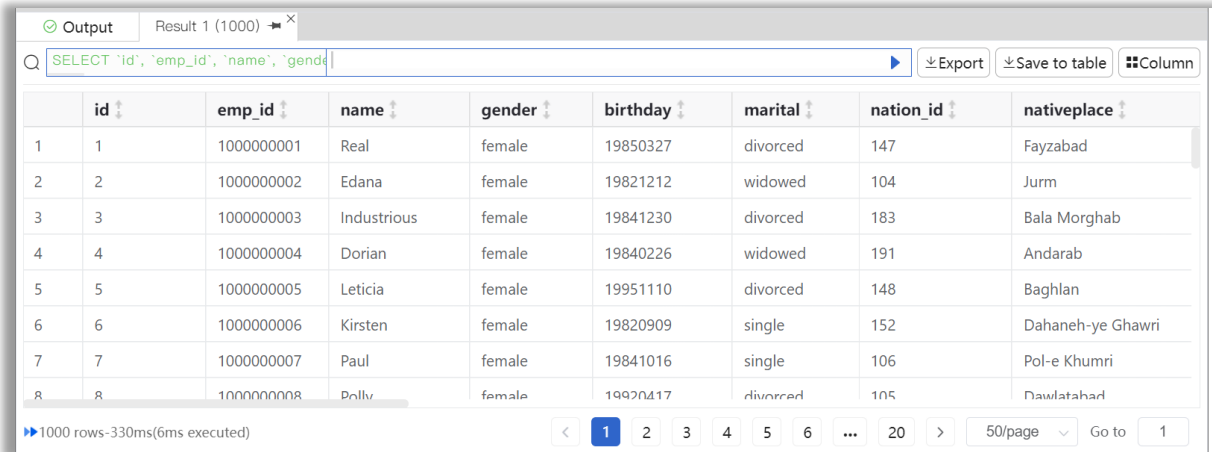 Output Result 1 (1000)
SELECT `id`, `emp_id`, `name`, `gende Export Save to table Column
id emp_id name gender birthday marital nation_id nativeplace
1 1 1000000001 Real female 19850327 divorced 147 Fayzabad
2 2 1000000002 Edana female 19821212 widowed 104 Jurm
3 3 1000000003 Industrious female 19841230 divorced 183 Bala Morghab
4 4 1000000004 Dorian female 19840226 widowed 191 Andarab
5 5 1000000005 Leticia female 19951110 divorced 148 Baghlan
6 6 1000000006 Kirsten female 19820909 single 152 Dahaneh-ye Ghawri
7 7 1000000007 Paul female 19841016 single 106 Pol-e Khumri
8 8 1000000008 Polly female 19920417 divorced 105 Dawlatabad
1000 rows-330ms(6ms executed) < 1 2 3 4 5 6 ••• 20 > 50/page Go to 1